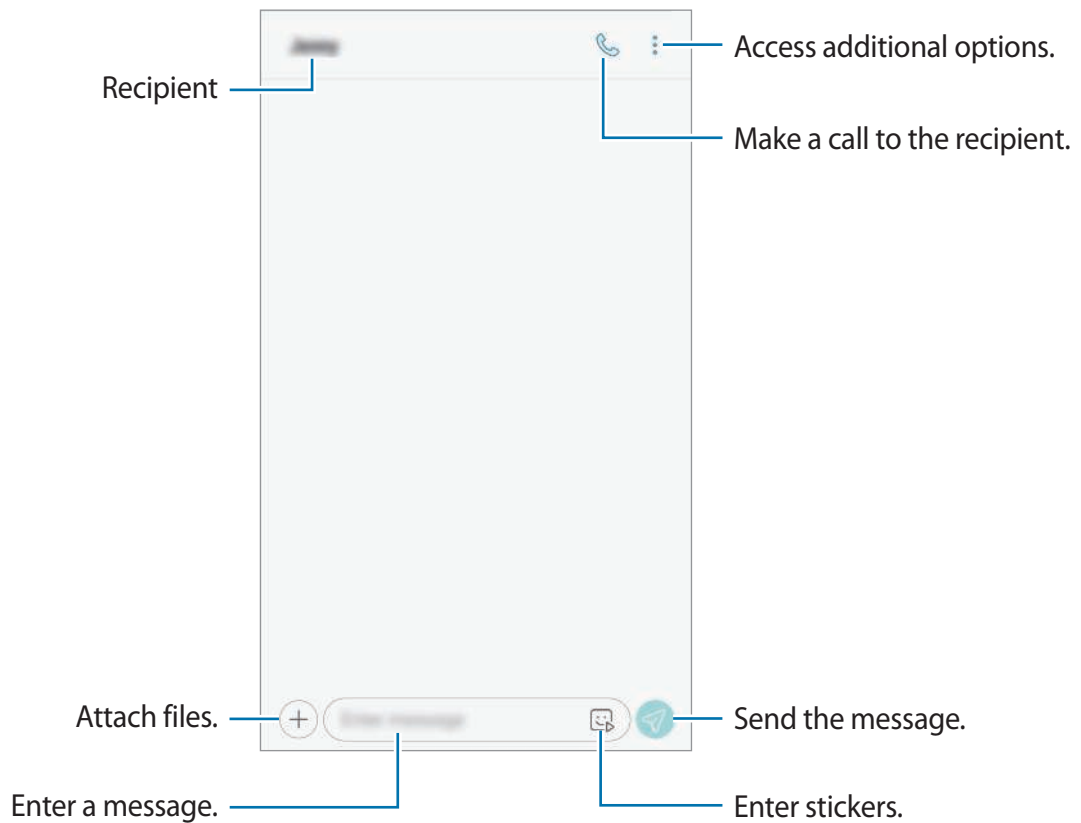 Access additional options.
Recipient
Make a call to the recipient.
Attach files.
Send the message.
Enter a message.
Enter stickers.